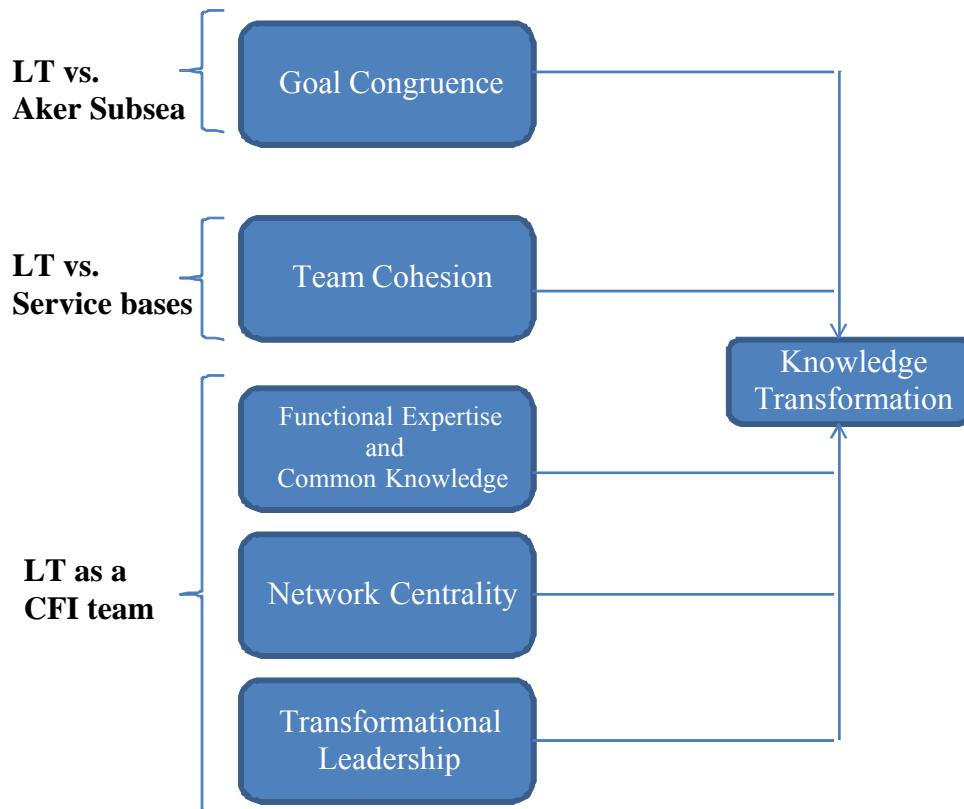 LT vs.
Aker Subsea
Goal Congruence
LT vs.
Service bases
Team Cohesion
Knowledge
Transformation
LT as a
CFI team
Functional Expertise
and
Common Knowledge
Network Centrality
Transformational
Leadership